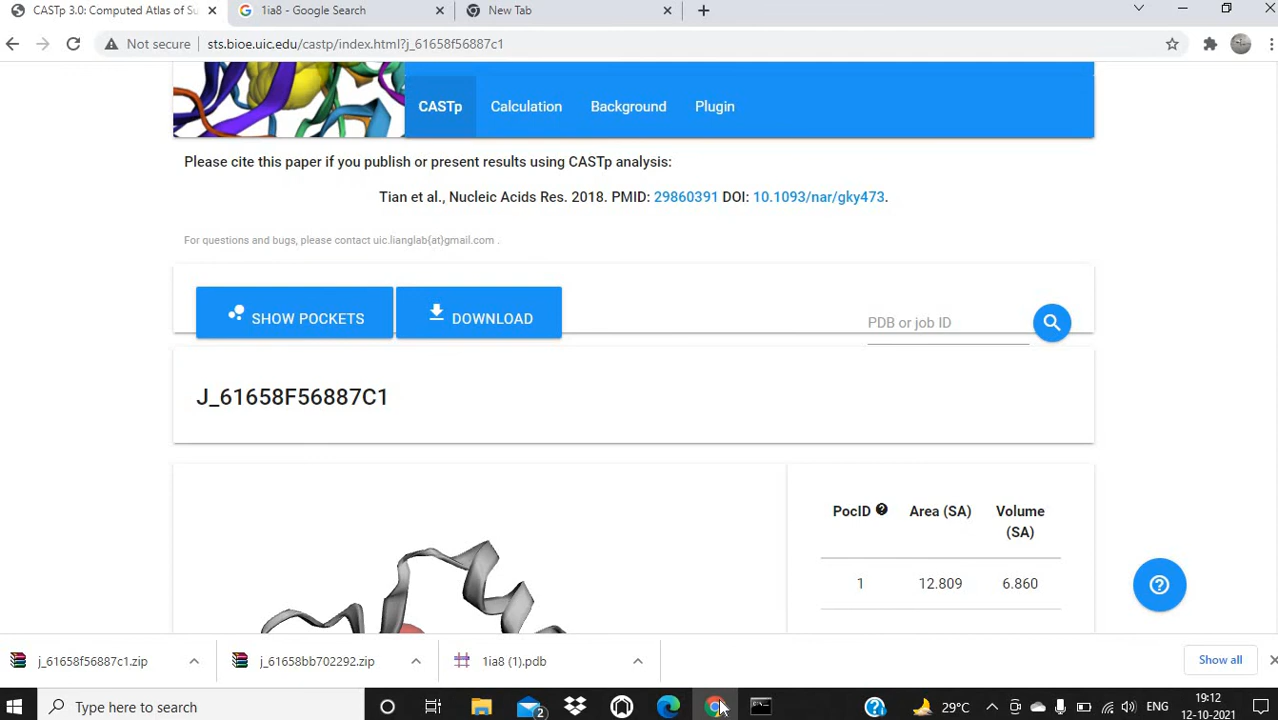 CASTp 3.0: Computed Atlas of Su
1ia8 - Google Search
New Tab
Not secure
sts.bioe.uic.edu/castp/index.html?j_61658f56887c1
CASTp
Calculation
Background
Plugin
Please cite this paper if you publish or present results using CASTp analysis:
Tian et al., Nucleic Acids Res. 2018. PMID: 29860391 DOI: 10.1093/nar/gky473.
For questions and bugs, please contact uic.lianglab{at}gmail.com .
SHOW POCKETS
DOWNLOAD
PDB or job ID
J_61658F56887C1
PocID Area (SA) Volume
(SA)
1 12.809 6.860
j_61658f56887c1.zip
j_61658bb702292.zip
1ia8 (1).pdb
Show all
Type here to search
2
29°C
ENG
19:12
12-10-2021